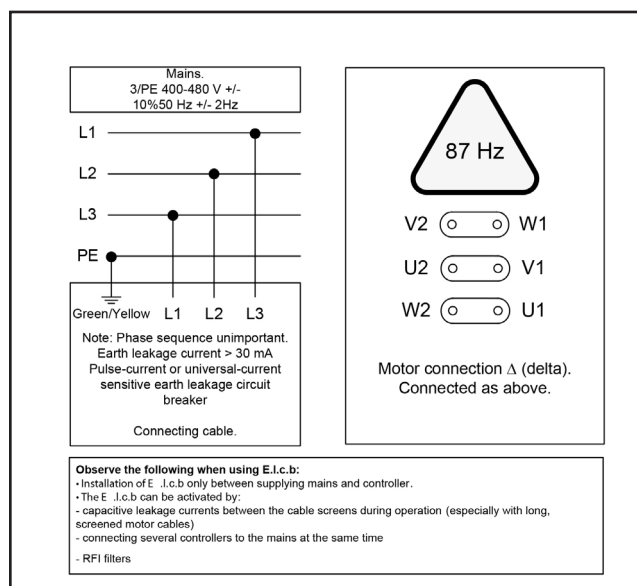 Mains.
3/PE 400-480 V +/-
10%50 Hz +/- 2Hz
L1
L2
L3
PE
Green/Yellow L1 L2 L3
Note: Phase sequence unimportant.
Earth leakage current > 30 mA
Pulse-current or universal-current
sensitive earth leakage circuit
breaker
Connecting cable.
87 Hz
V2 W1
U2 V1
W2 U1
Motor connection Δ (delta).
Connected as above.
Observe the following when using E.l.c.b:
• Installation of E .l.c.b only between supplying mains and controller.
• The E .l.c.b can be activated by:
- capacitive leakage currents between the cable screens during operation (especially with long,
screened motor cables)
- connecting several controllers to the mains at the same time
- RFI filters